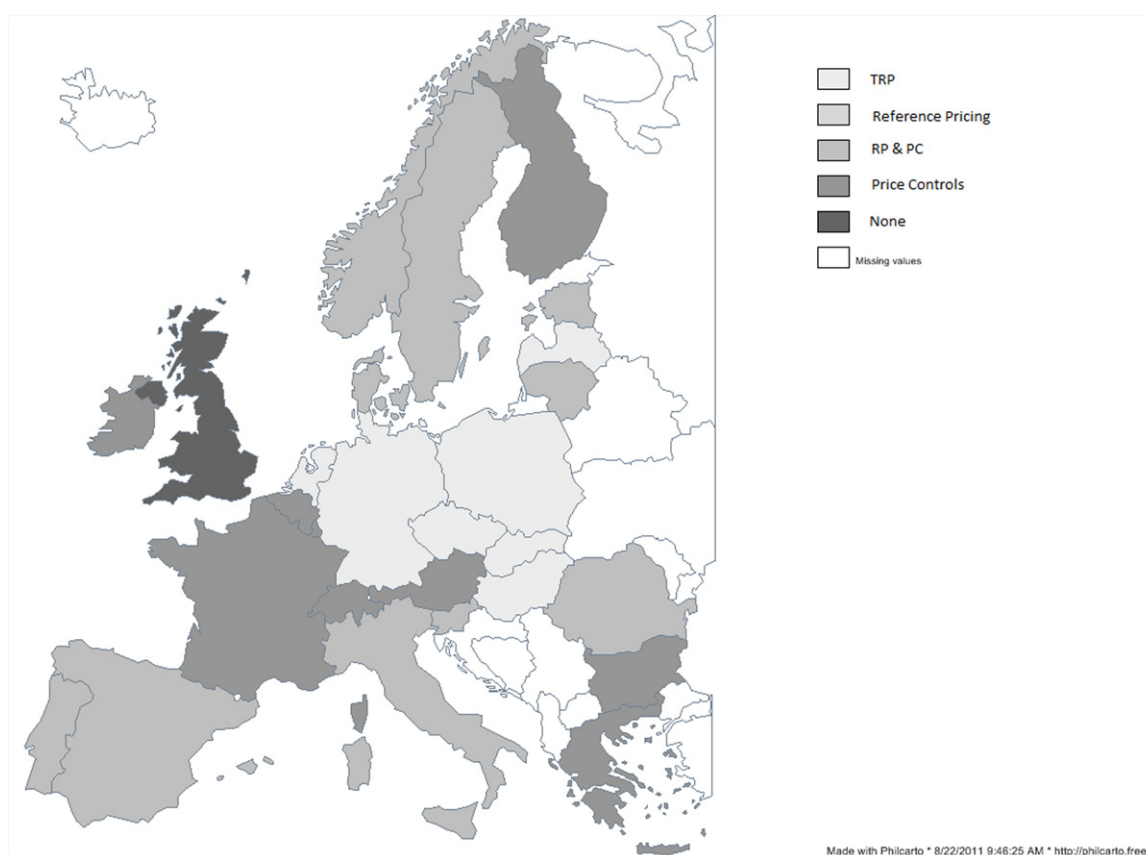 TRP
Reference Pricing
RP & PC
Price Controls
None
Missing values
Made with Philcarto * 8/22/2011 9:46:25 AM * http://philcarto.free